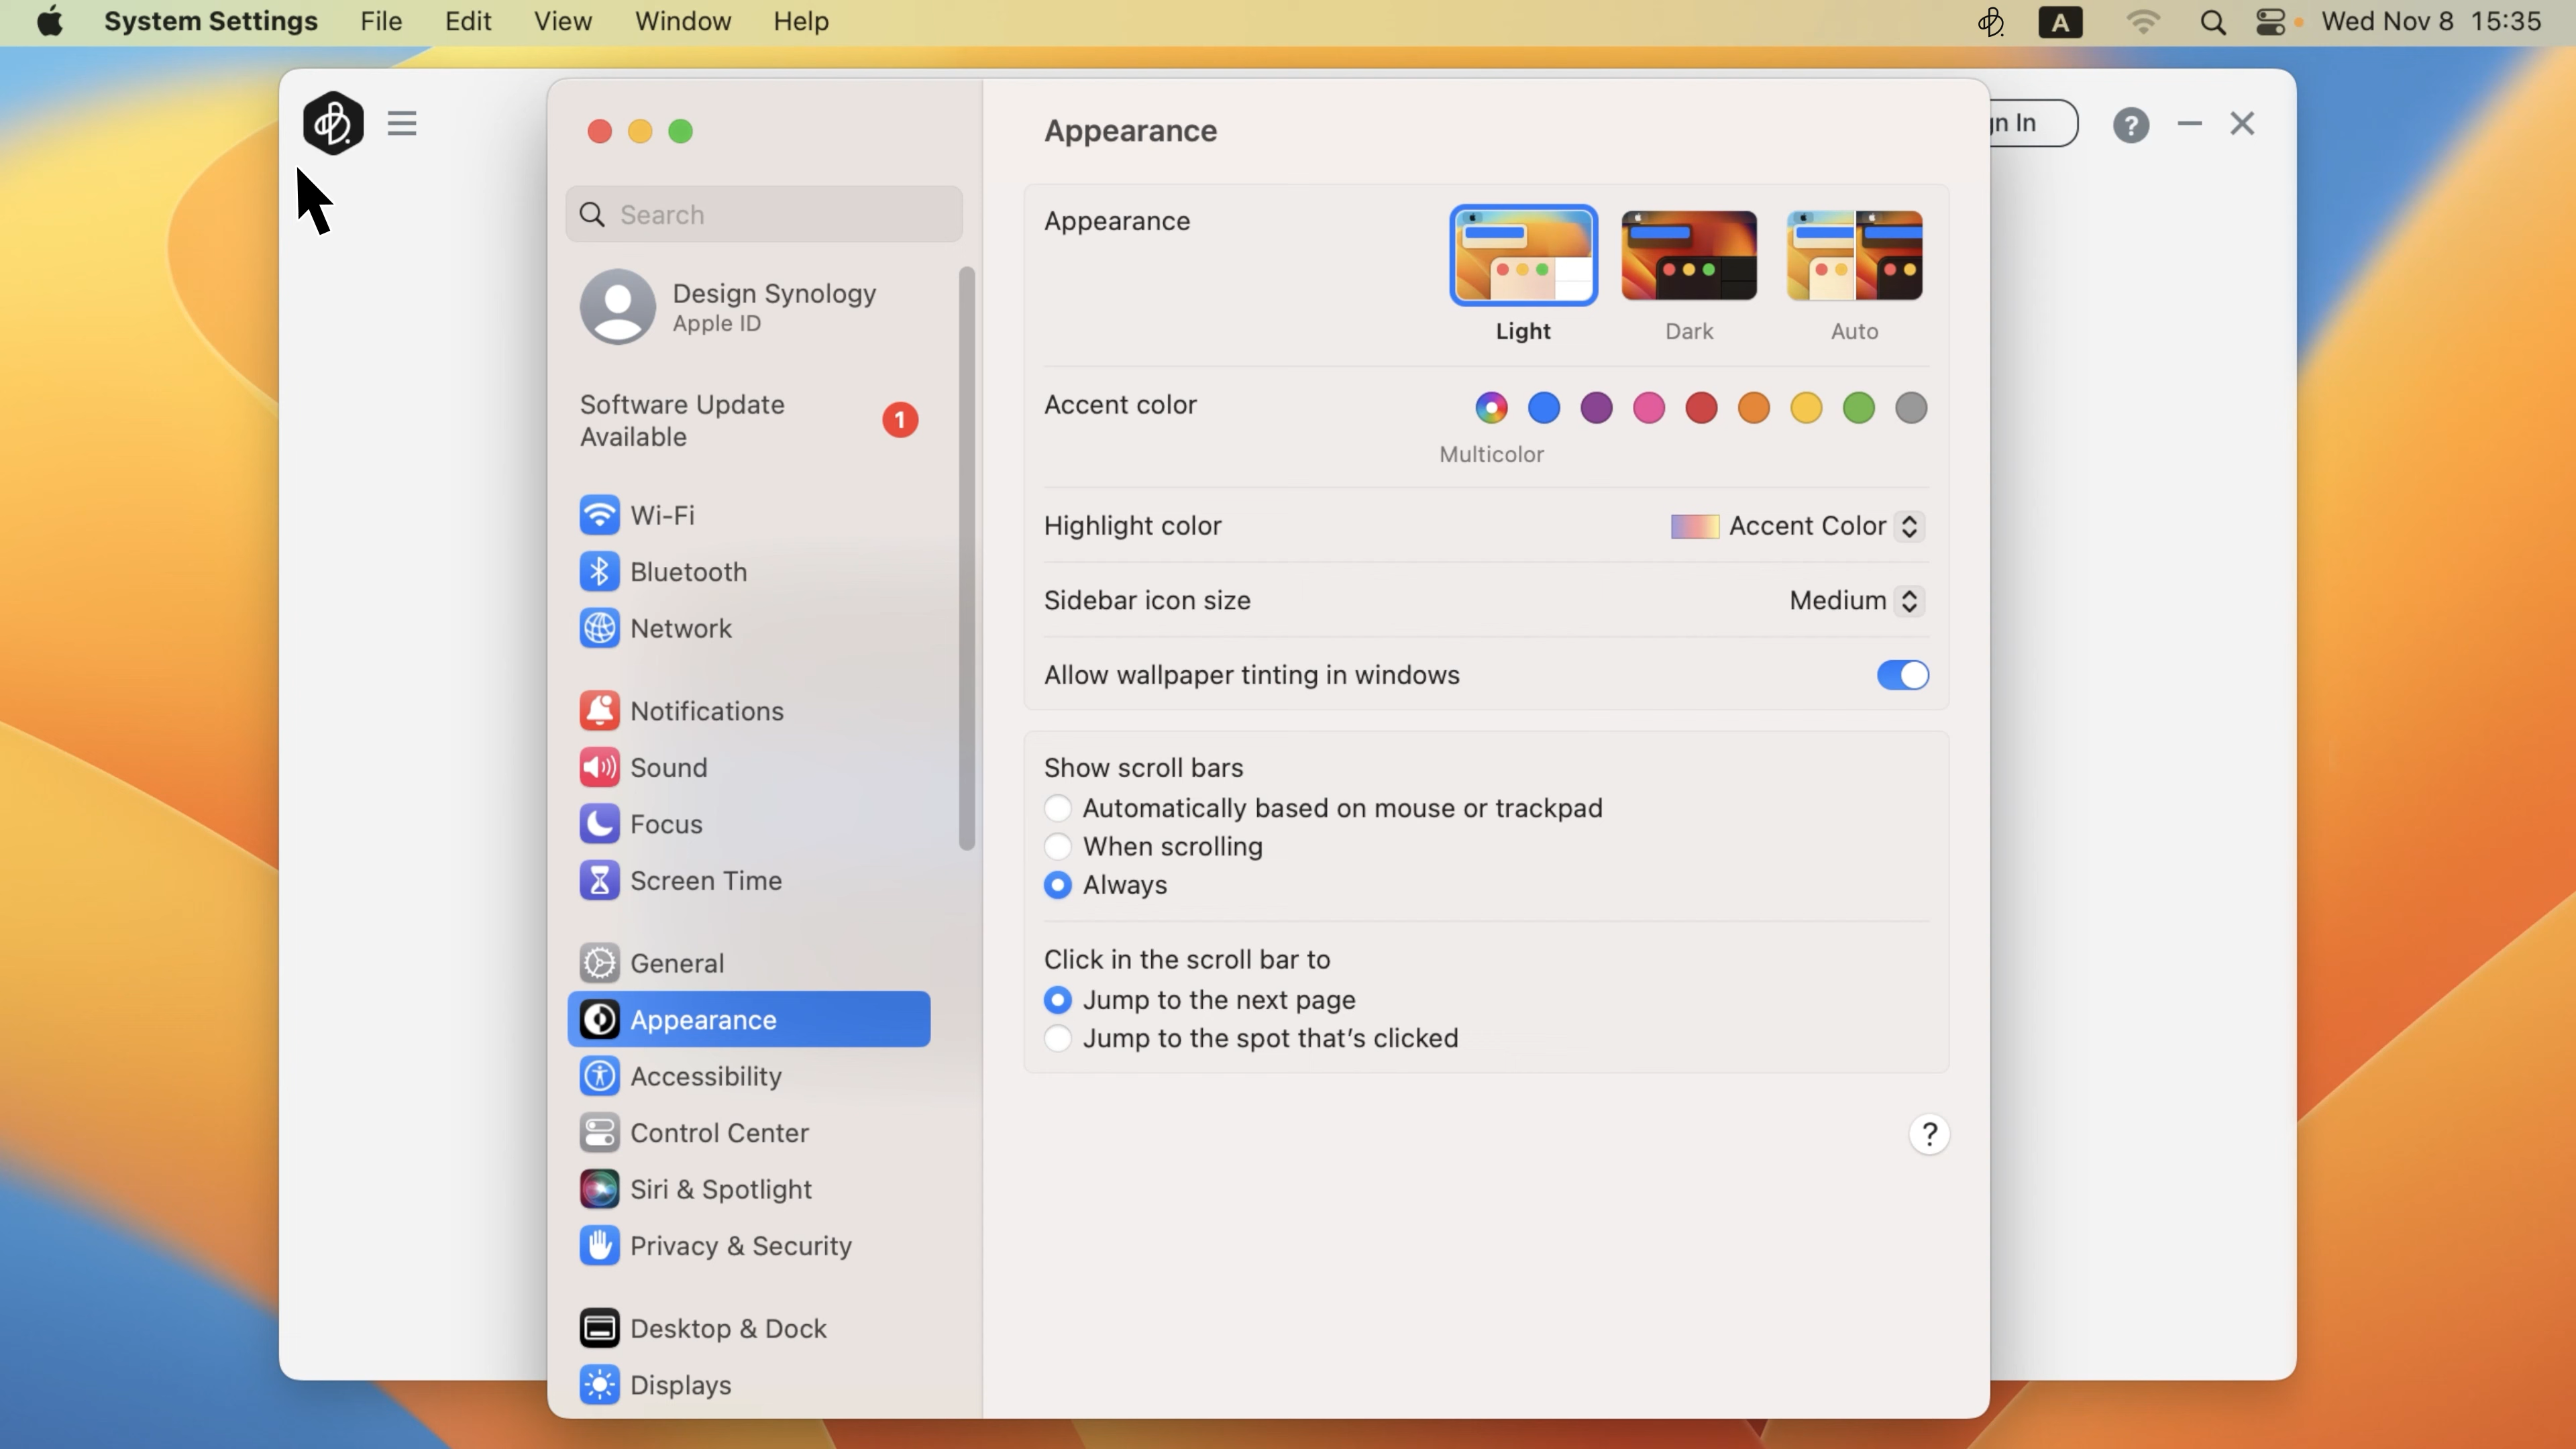 System Settings File Edit View Window Help A Wed Nov 8 15:35
Search
Design Synology
Apple ID
Software Update
Available
1
Wi-Fi
Bluetooth
Network
Notifications
Sound
Focus
Screen Time
General
Appearance
Accessibility
Control Center
Siri & Spotlight
Privacy & Security
Desktop & Dock
Displays
Appearance
Appearance
Light Dark Auto
Accent color
Multicolor
Highlight color Accent Color
Sidebar icon size Medium
Allow wallpaper tinting in windows
Show scroll bars
Automatically based on mouse or trackpad
When scrolling
Always
Click in the scroll bar to
Jump to the next page
Jump to the spot that's clicked
?
In ?